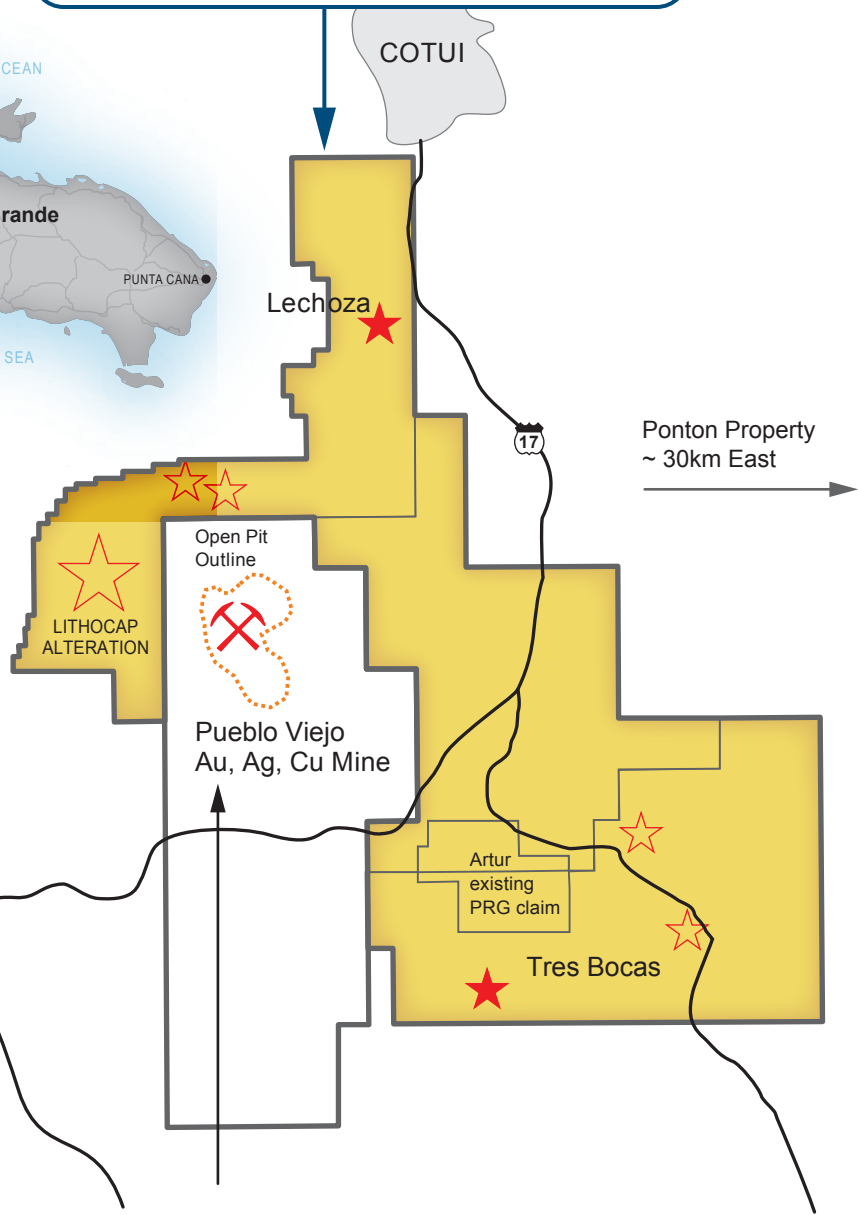 COTUI
CEAN
rande
PUNTA CANA
SEA
Lechoza
17
Ponton Property
~ 30km East
Open Pit
Outline
LITHOCAP
ALTERATION
Pueblo Viejo
Au, Ag, Cu Mine
Artur
existing
PRG claim
Tres Bocas